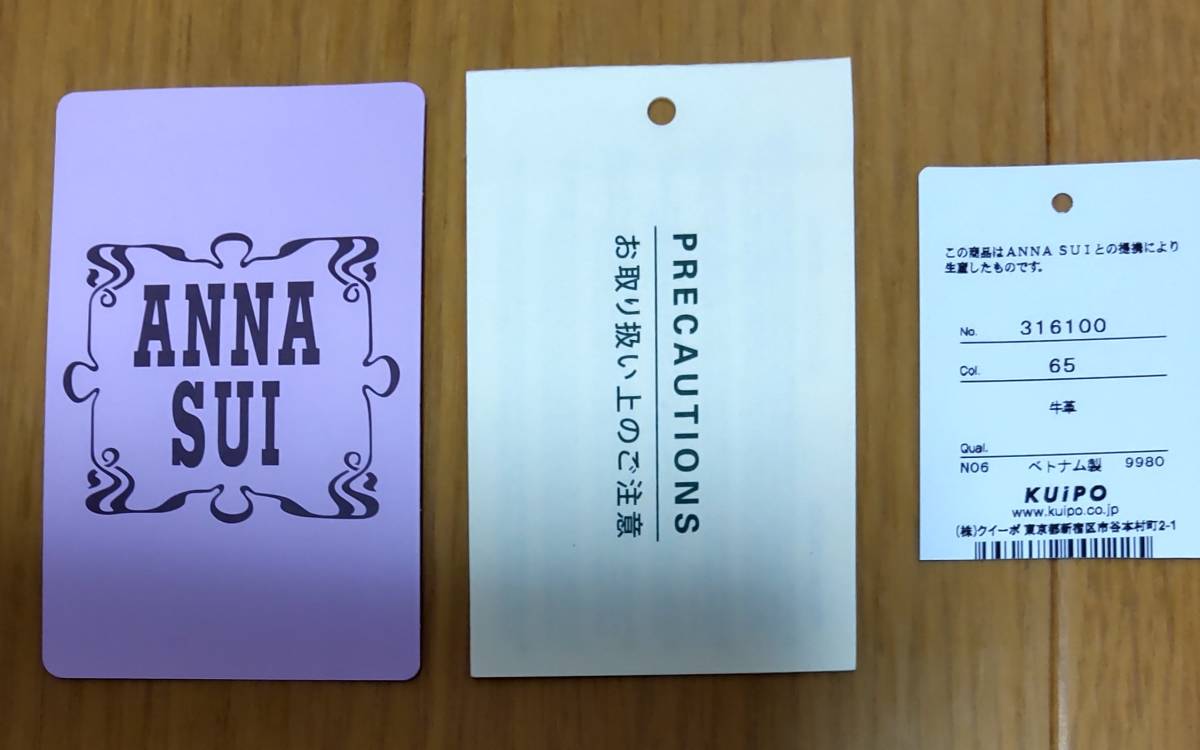 ANNA
SUI
PRECAUTIONS
お取り扱い上のご注意
この商品はANNA SUIとの提携により
生産したものです。
No. 316100
Col. 65
牛革
Qual.
N06 ベトナム製 9980
KUiPO
www.kuipo.co.jp
(株)クイーポ 東京都新宿区市谷本村町2-1